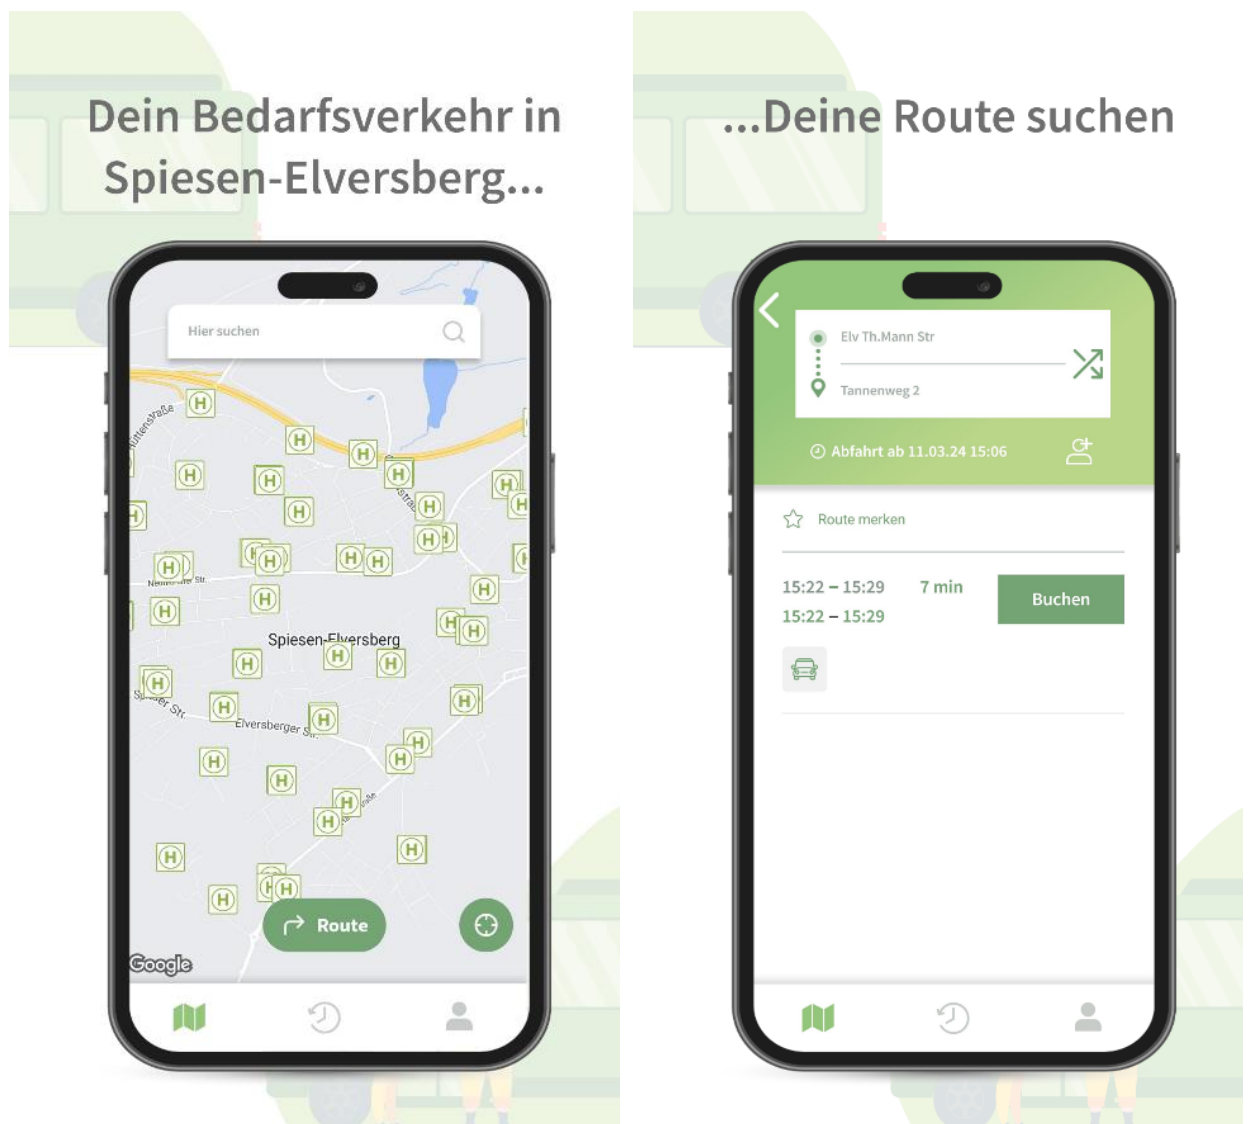 Dein Bedarfsverkehr in
Spiesen-Elversberg...
Hier suchen
H
Spiesen-Elversberg
Elversberger
Route
Google
...Deine Route suchen
Elv Th.Mann Str
Tannenweg 2
Abfahrt ab 11.03.24 15:06
Route merken
15:22 – 15:29 7 min
15:22 – 15:29
Buchen